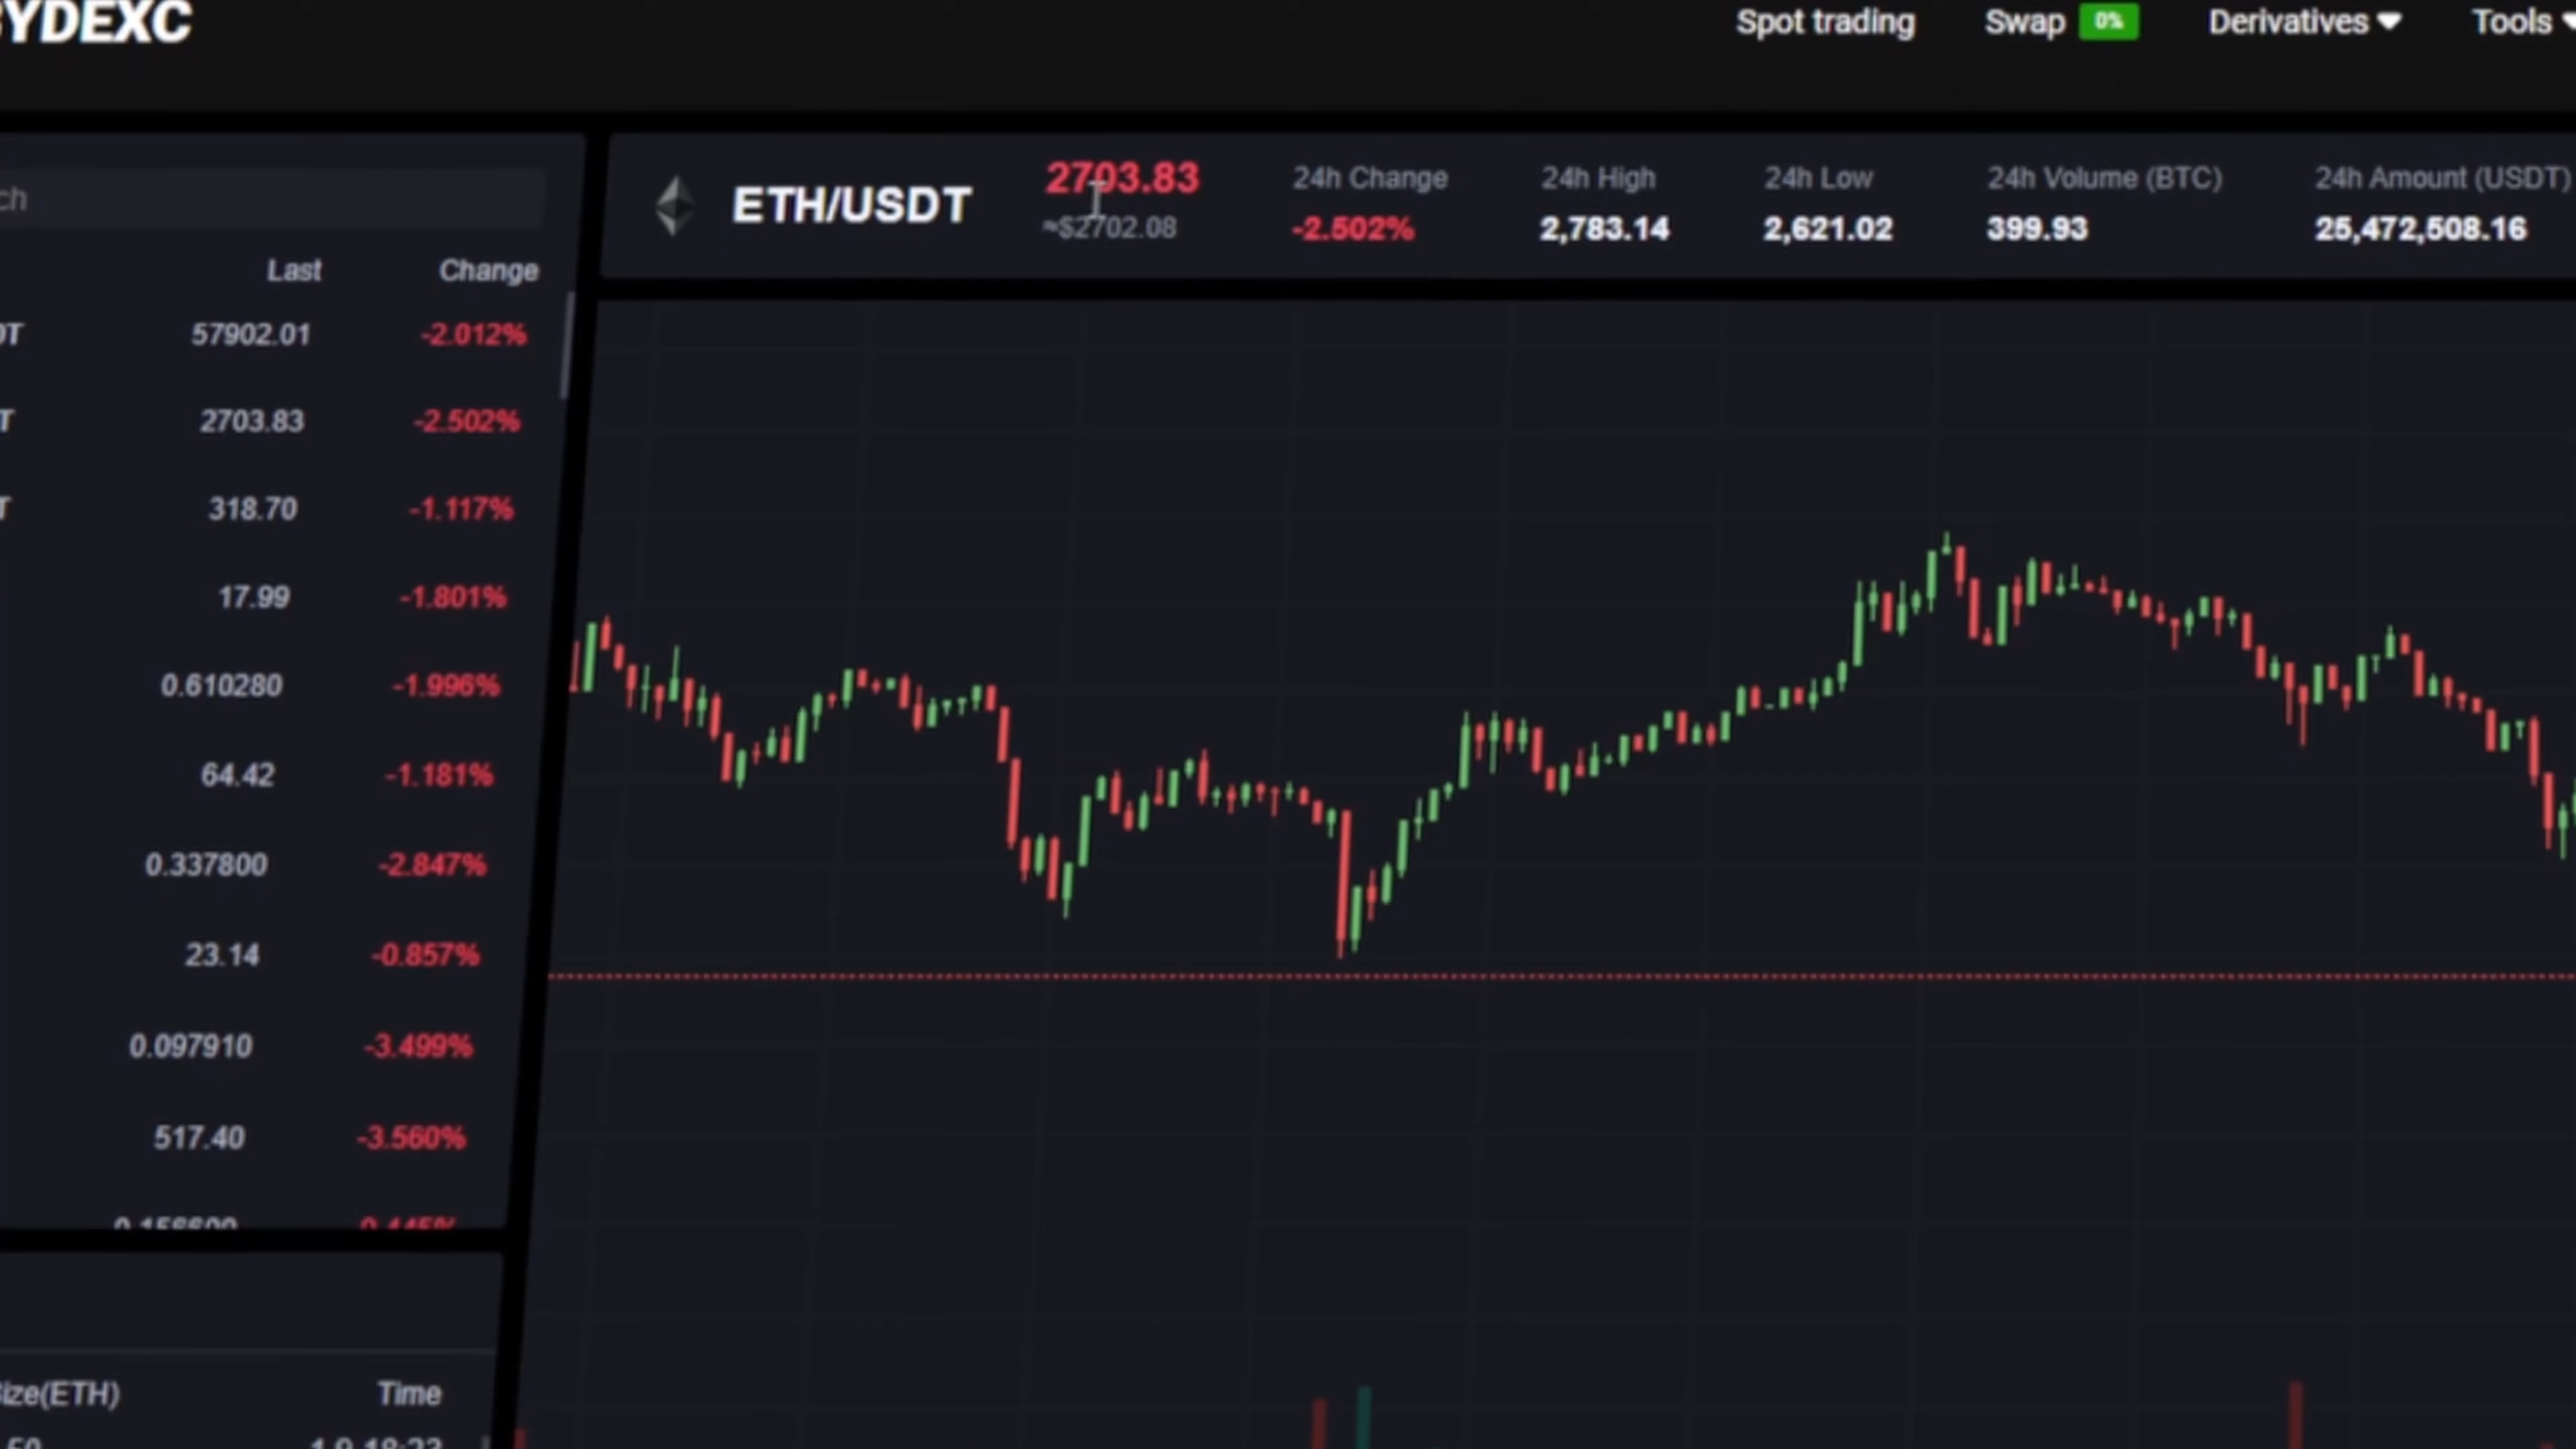 YDEXC
Spot trading Swap 0% Derivatives Tools
ETH/USDT
2703.83
≈$2702.08
24h Change
-2.502%
24h High
2,783.14
24h Low
2,621.02
24h Volume (BTC)
399.93
24h Amount (USDT)
25,472,508.16
ch
Last Change
DT 57902.01 -2.012%
T 2703.83 -2.502%
T 318.70 -1.117%
17.99 -1.801%
0.610280 -1.996%
64.42 -1.181%
0.337800 -2.847%
23.14 -0.857%
0.097910 -3.499%
517.40 -3.560%
Size(ETH) Time